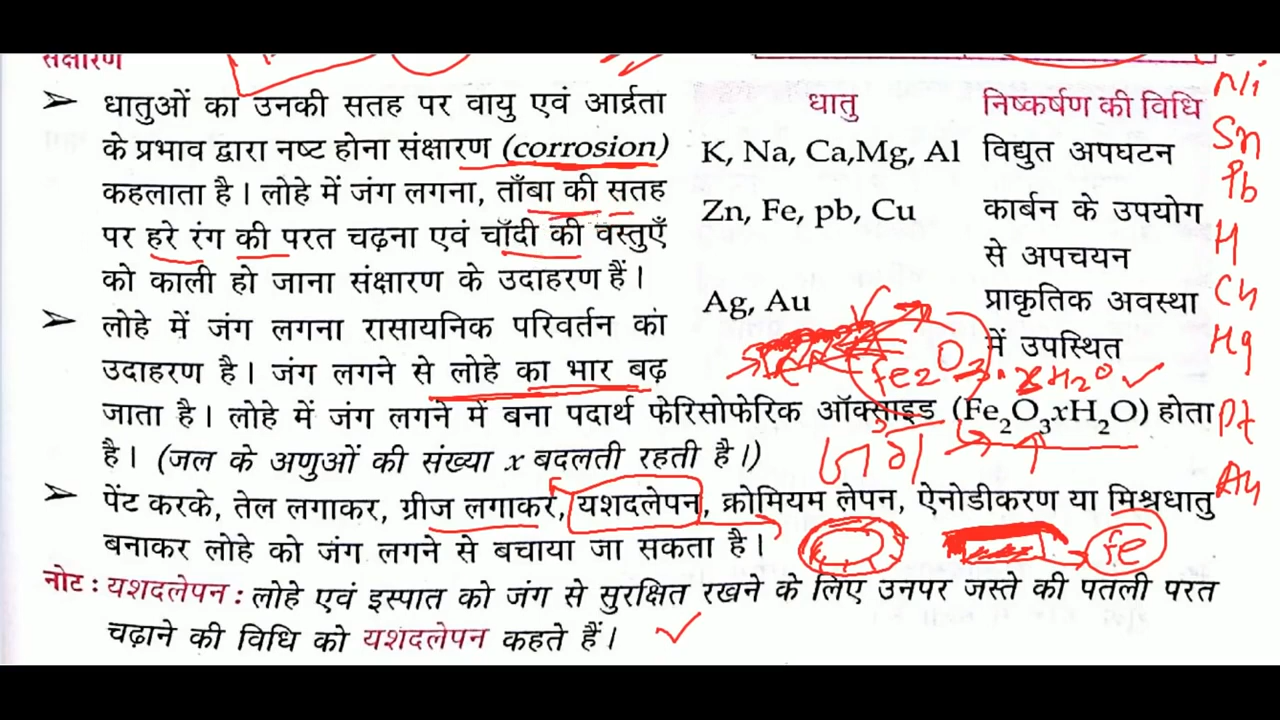 संक्षारण
➤ धातुओं का उनकी सतह पर वायु एवं आर्द्रता
के प्रभाव द्वारा नष्ट होना संक्षारण (corrosion)
कहलाता है। लोहे में जंग लगना, ताँबा की सतह
पर हरे रंग की परत चढ़ना एवं चाँदी की वस्तुएँ
को काली हो जाना संक्षारण के उदाहरण हैं।
➤ लोहे में जंग लगना रासायनिक परिवर्तन का
उदाहरण है। जंग लगने से लोहे का भार बढ़
धातु निष्कर्षण की विधि
K, Na, Ca,Mg, Al विद्युत अपघटन
Zn, Fe, pb, Cu कार्बन के उपयोग
से अपचयन
Ag, Au प्राकृतिक अवस्था
में उपस्थित
fe2O3.xH2O
जाता है। लोहे में जंग लगने में बना पदार्थ फेरिसोफेरिक ऑक्साइड (Fe₂O₃xH₂O) होता
है। (जल के अणुओं की संख्या x बदलती रहती है।)
जंग
➤ पेंट करके, तेल लगाकर, ग्रीज लगाकर, यशदलेपन, क्रोमियम लेपन, ऐनोडीकरण या मिश्रधातु
बनाकर लोहे को जंग लगने से बचाया जा सकता है।
fe
नोट : यशदलेपन : लोहे एवं इस्पात को जंग से सुरक्षित रखने के लिए उनपर जस्ते की पतली परत
चढ़ाने की विधि को यशदलेपन कहते हैं।
Ni
Sn
Pb
H
Cu
Hg
Pt
Au